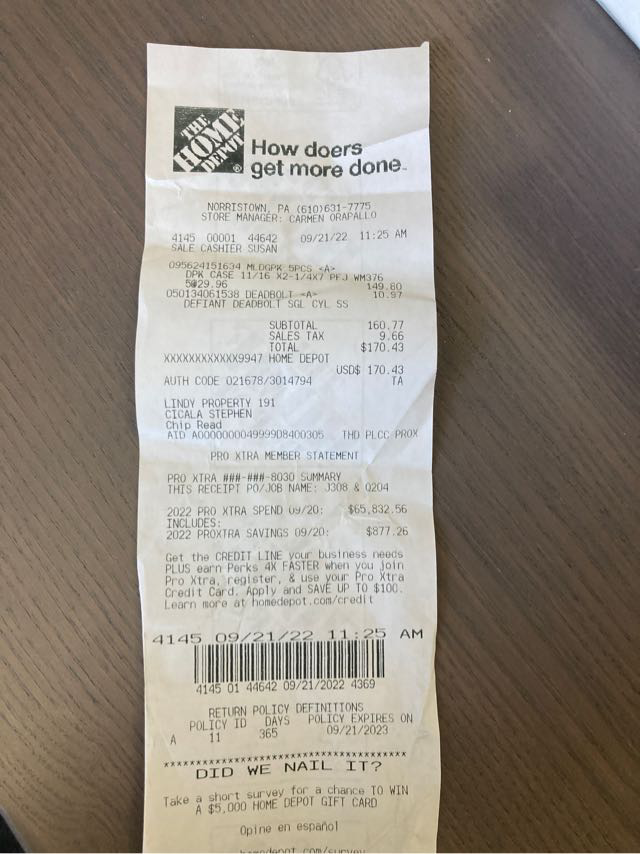 THE
HOME
DEPOT
How doers
get more done™
NORRISTOWN, PA (610)631-7775
STORE MANAGER: CARMEN ORAPALLO
4145 00001 44642 09/21/22 11:25 AM
SALE CASHIER SUSAN
095624151634 MLDGPK 5PCS <A>
DPK CASE 11/16 X2-1/4X7 PFJ WM376
5@29.96 149.80
050134061538 DEADBOLT <A> 10.97
DEFIANT DEADBOLT SGL CYL SS
SUBTOTAL 160.77
SALES TAX 9.66
TOTAL $170.43
XXXXXXXXXXXX9947 HOME DEPOT
USD$ 170.43
AUTH CODE 021678/3014794 TA
LINDY PROPERTY 191
CICALA STEPHEN
Chip Read
AID A0000000049999D8400305 THD PLCC PROX
PRO XTRA MEMBER STATEMENT
PRO XTRA ###-###-8030 SUMMARY
THIS RECEIPT PO/JOB NAME: J308 & Q204
2022 PRO XTRA SPEND 09/20: $65,832.56
INCLUDES:
2022 PROXTRA SAVINGS 09/20: $877.26
Get the CREDIT LINE your business needs
PLUS earn Perks 4X FASTER when you join
Pro Xtra, register, & use your Pro Xtra
Credit Card. Apply and SAVE UP TO $100.
Learn more at homedepot.com/credit
4145 09/21/22 11:25 AM
4145 01 44642 09/21/2022 4369
RETURN POLICY DEFINITIONS
POLICY ID DAYS POLICY EXPIRES ON
A 11 365 09/21/2023
****************************************
DID WE NAIL IT?
Take a short survey for a chance TO WIN
A $5,000 HOME DEPOT GIFT CARD
Opine en español